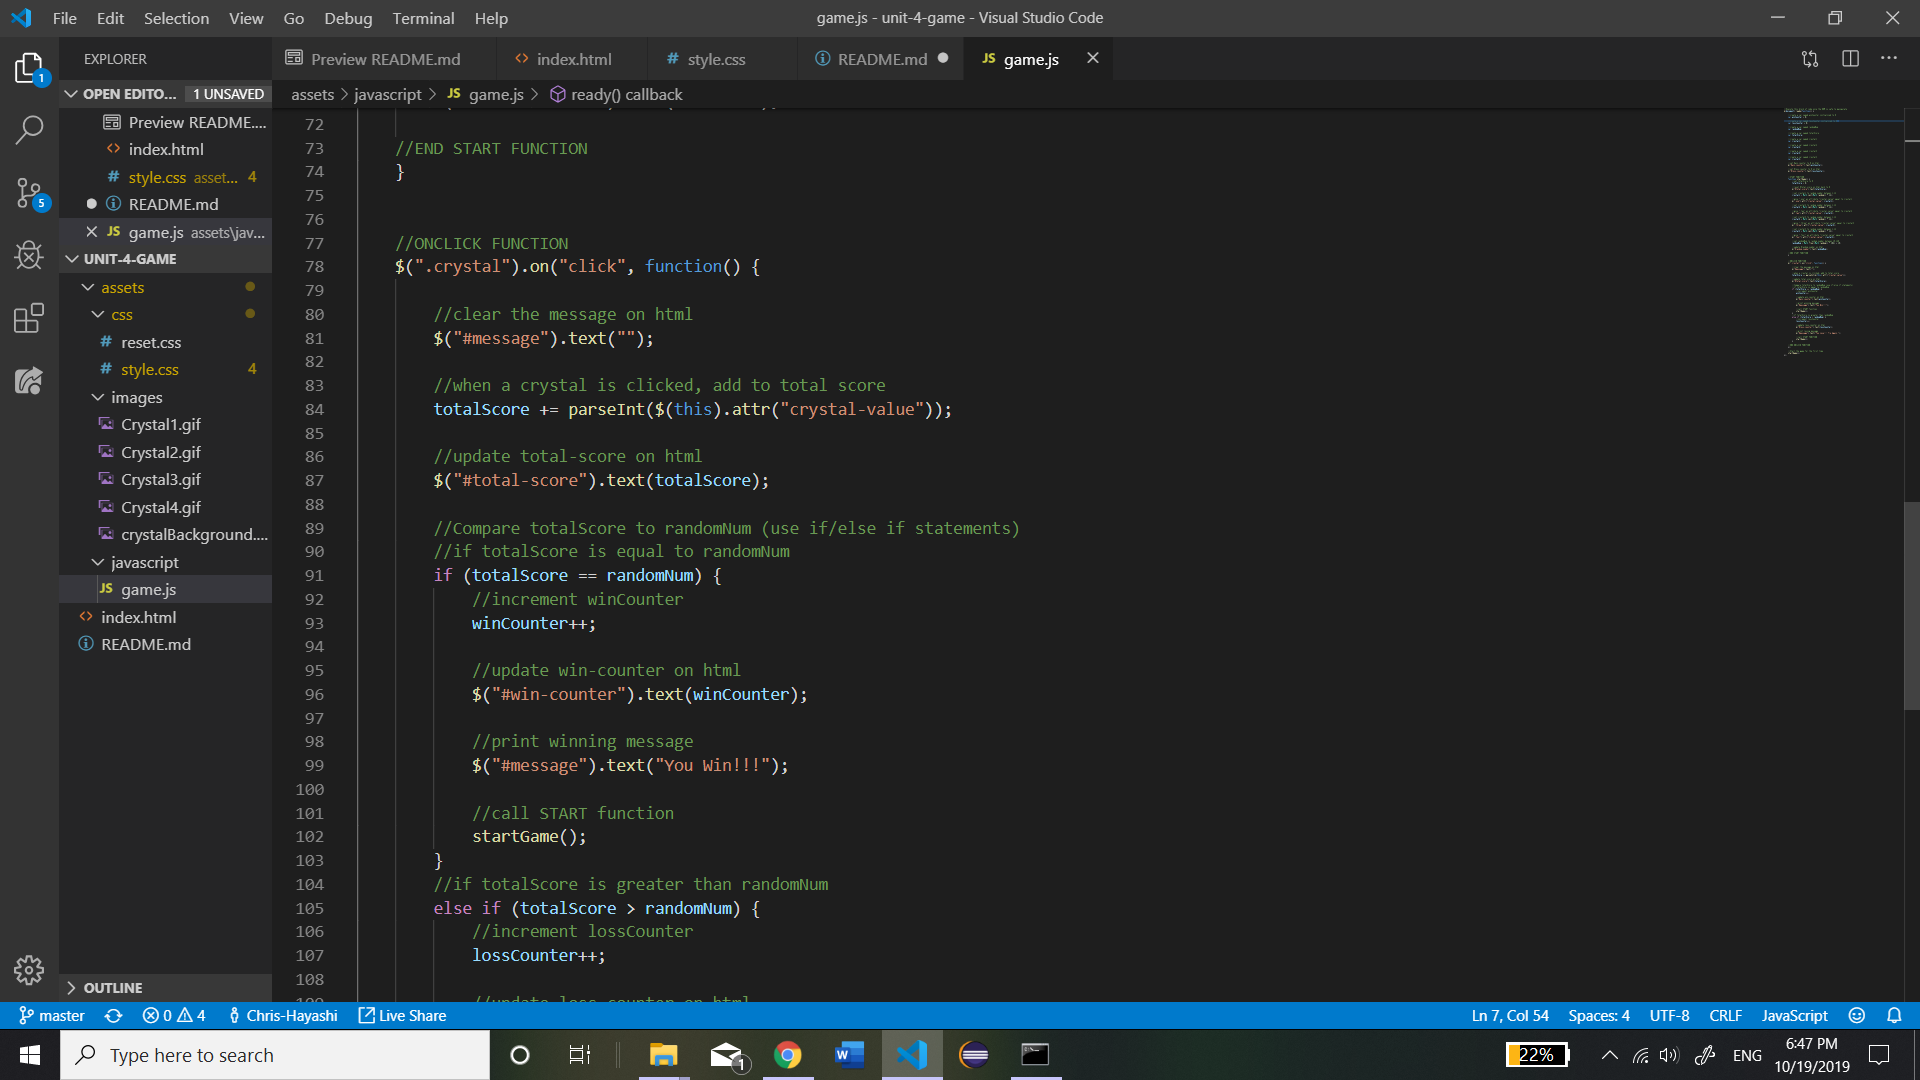 File Edit Selection View Go Debug Terminal Help
game.js - unit-4-game - Visual Studio Code
EXPLORER
Preview README.md
index.html
style.css
README.md
game.js
OPEN EDITO... 1 UNSAVED
assets > javascript > JS game.js > ready() callback
Preview README....
index.html
style.css asset... 4
README.md
JS game.js assets\jav...
UNIT-4-GAME
assets
css
reset.css
style.css 4
images
Crystal1.gif
Crystal2.gif
Crystal3.gif
Crystal4.gif
crystalBackground....
javascript
JS game.js
index.html
README.md
OUTLINE
72
73 //END START FUNCTION
74 }
75
76
77 //ONCLICK FUNCTION
78 $(".crystal").on("click", function() {
79
80 //clear the message on html
81 $("#message").text("");
82
83 //when a crystal is clicked, add to total score
84 totalScore += parseInt($(this).attr("crystal-value"));
85
86 //update total-score on html
87 $("#total-score").text(totalScore);
88
89 //Compare totalScore to randomNum (use if/else if statements)
90 //if totalScore is equal to randomNum
91 if (totalScore == randomNum) {
92 //increment winCounter
93 winCounter++;
94
95 //update win-counter on html
96 $("#win-counter").text(winCounter);
97
98 //print winning message
99 $("#message").text("You Win!!!");
100
101 //call START function
102 startGame();
103 }
104 //if totalScore is greater than randomNum
105 else if (totalScore > randomNum) {
106 //increment lossCounter
107 lossCounter++;
108
109 //update loss-counter on html
1
5
master 0 4 Chris-Hayashi Live Share
Ln 7, Col 54 Spaces: 4 UTF-8 CRLF JavaScript
Type here to search
1
22%
ENG
6:47 PM
10/19/2019